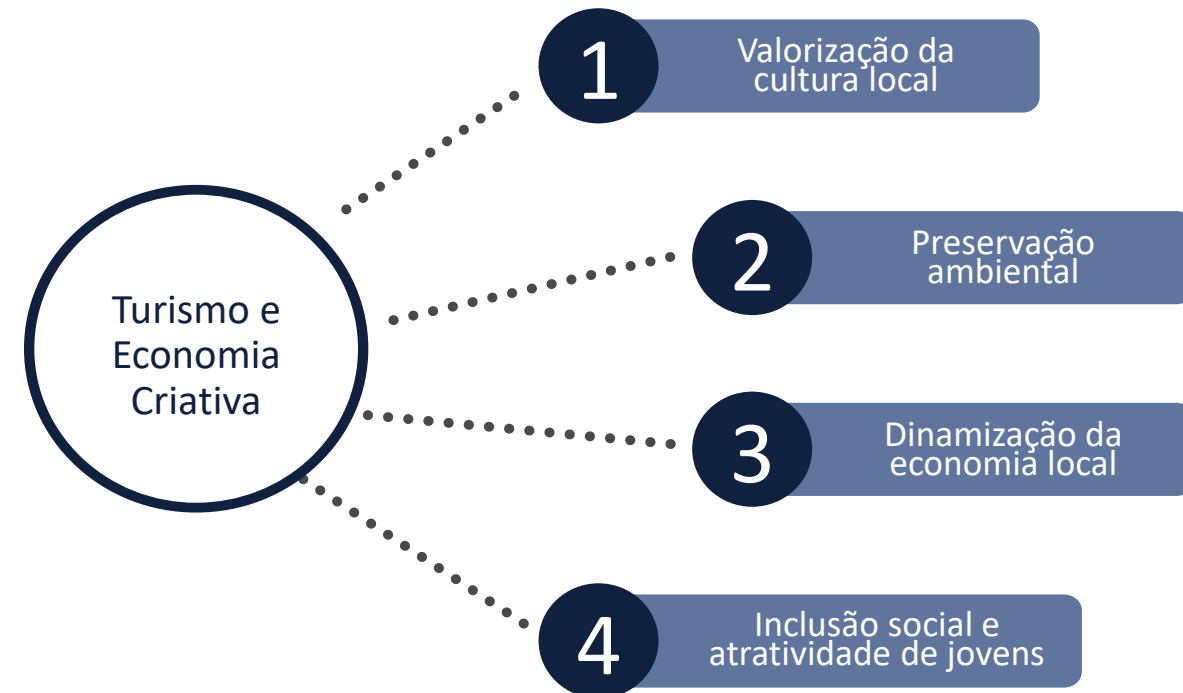 1
Valorização da
cultura local
2
Preservação
ambiental
Turismo e
Economia
Criativa
3
Dinamização da
economia local
4
Inclusão social e
atratividade de jovens